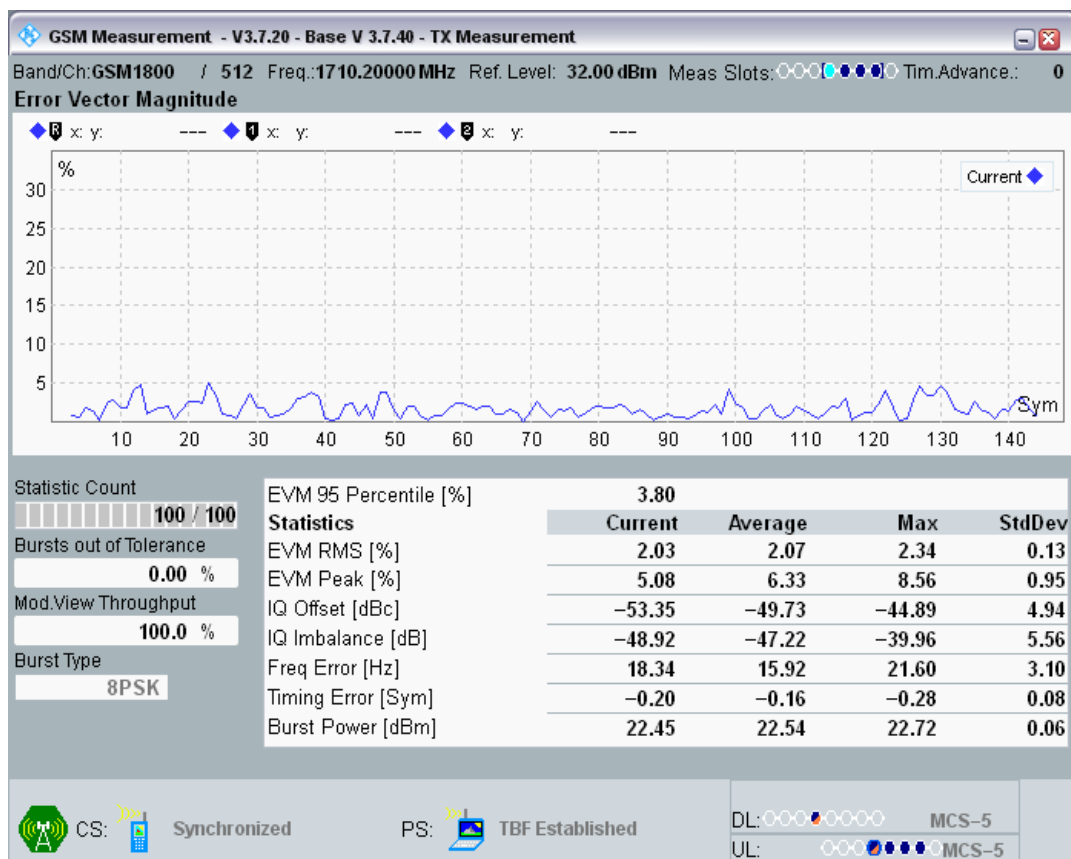 GSM Measurement - V3.7.20 - Base V 3.7.40 - TX Measurement
Band/Ch:GSM1800 / 512 Freq.:1710.20000 MHz Ref. Level: 32.00 dBm Meas Slots: Tim.Advance.: 0
Error Vector Magnitude
R x: y: --- 1 x: y: --- 2 x: y: ---
%
Current
30
25
20
15
10
5
Sym
10 20 30 40 50 60 70 80 90 100 110 120 130 140
Statistic Count
100 / 100
Bursts out of Tolerance
0.00 %
Mod.View Throughput
100.0 %
Burst Type
8PSK
EVM 95 Percentile [%] 3.80
Statistics Current Average Max StdDev
EVM RMS [%] 2.03 2.07 2.34 0.13
EVM Peak [%] 5.08 6.33 8.56 0.95
IQ Offset [dBc] −53.35 −49.73 −44.89 4.94
IQ Imbalance [dB] −48.92 −47.22 −39.96 5.56
Freq Error [Hz] 18.34 15.92 21.60 3.10
Timing Error [Sym] −0.20 −0.16 −0.28 0.08
Burst Power [dBm] 22.45 22.54 22.72 0.06
CS: Synchronized PS: TBF Established
DL: MCS−5
UL: MCS−5